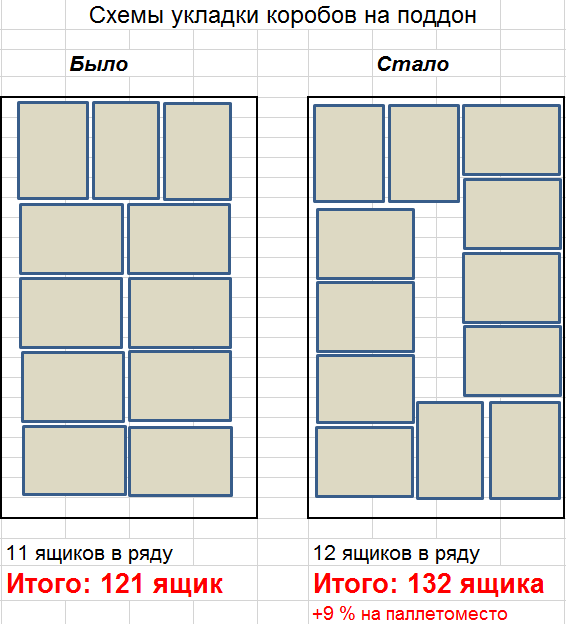 Схемы укладки коробов на поддон
Было
Стало
11 ящиков в ряду
12 ящиков в ряду
Итого: 121 ящик
Итого: 132 ящика
+9 % на паллетоместо